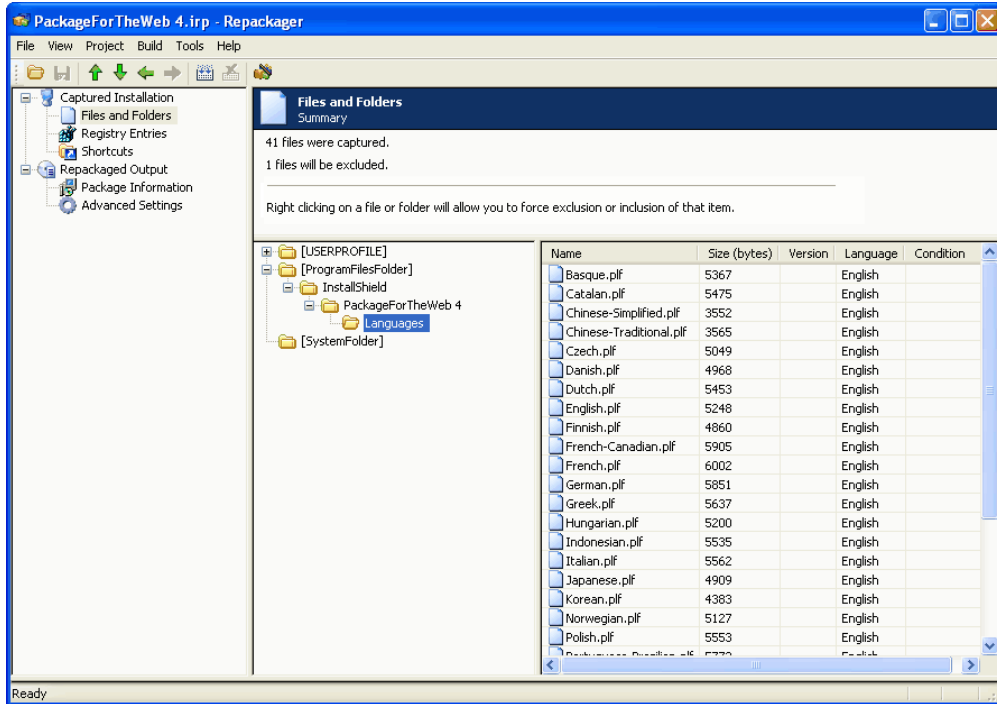 PackageForTheWeb 4.irp - Repackager
File View Project Build Tools Help
Captured Installation
Files and Folders
Registry Entries
Shortcuts
Repackaged Output
Package Information
Advanced Settings
Files and Folders
Summary
41 files were captured.
1 files will be excluded.
Right clicking on a file or folder will allow you to force exclusion or inclusion of that item.
[USERPROFILE]
[ProgramFilesFolder]
InstallShield
PackageForTheWeb 4
Languages
[SystemFolder]
Name Size (bytes) Version Language Condition
Basque.plf 5367 English
Catalan.plf 5475 English
Chinese-Simplified.plf 3552 English
Chinese-Traditional.plf 3565 English
Czech.plf 5049 English
Danish.plf 4968 English
Dutch.plf 5453 English
English.plf 5248 English
Finnish.plf 4860 English
French-Canadian.plf 5905 English
French.plf 6002 English
German.plf 5851 English
Greek.plf 5637 English
Hungarian.plf 5200 English
Indonesian.plf 5535 English
Italian.plf 5562 English
Japanese.plf 4909 English
Korean.plf 4383 English
Norwegian.plf 5127 English
Polish.plf 5553 English
Ready